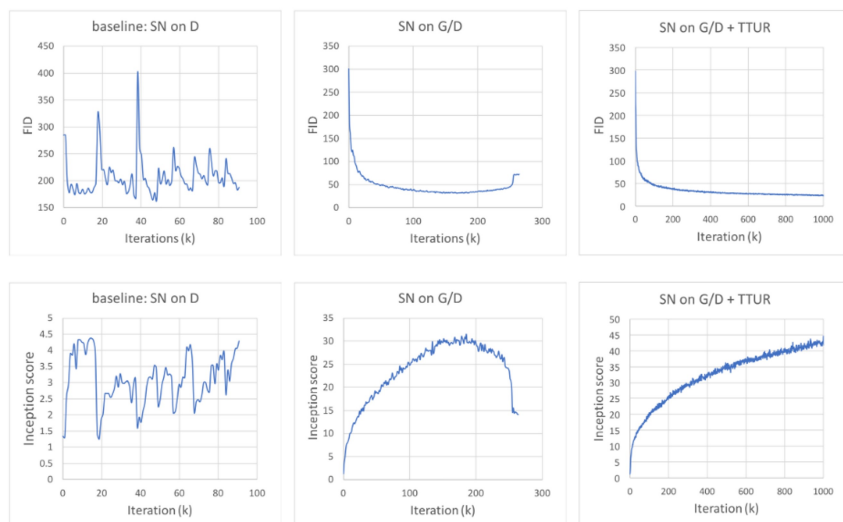 baseline: SN on D
450
400
350
300
250
200
150
FID
0 20 40 60 80 100
Iterations (k)
SN on G/D
350
300
250
200
150
100
50
0
FID
0 100 200 300
Iterations (k)
SN on G/D + TTUR
350
300
250
200
150
100
50
0
FID
0 200 400 600 800 1000
Iteration (k)
baseline: SN on D
5
4.5
4
3.5
3
2.5
2
1.5
1
0.5
0
Inception score
0 20 40 60 80 100
Iteration (k)
SN on G/D
35
30
25
20
15
10
5
0
Inception score
0 100 200 300
Iteration (k)
SN on G/D + TTUR
50
45
40
35
30
25
20
15
10
5
0
Inception score
0 200 400 600 800 1000
Iteration (k)